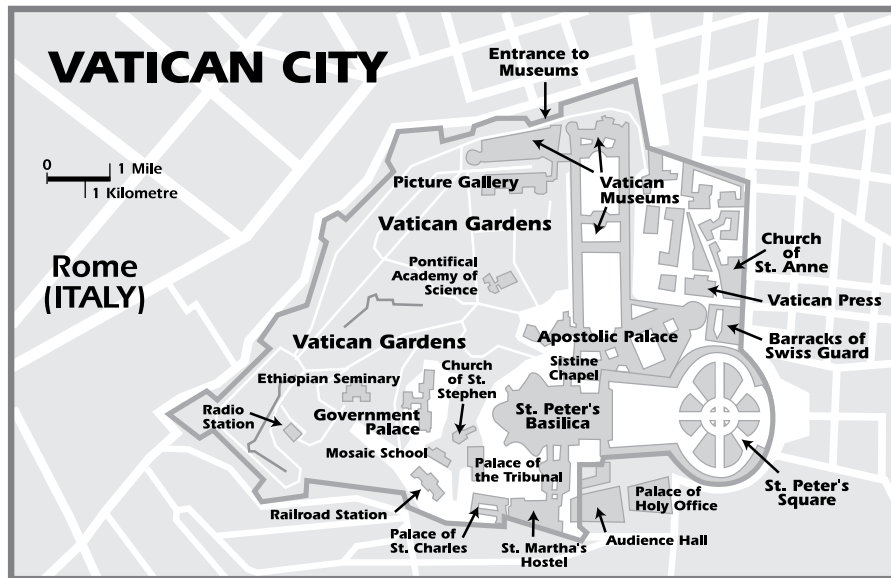 VATICAN CITY
Entrance to
Museums
0
1 Mile
1 Kilometre
Picture Gallery
Vatican
Museums
Vatican Gardens
Rome
(ITALY)
Church
of
St. Anne
Pontifical
Academy of
Science
Vatican Press
Vatican Gardens
Apostolic Palace
Barracks of
Swiss Guard
Sistine
Chapel
Church
of St.
Stephen
Ethiopian Seminary
Radio
Station
Government
Palace
St. Peter's
Basilica
Mosaic School
Palace of
the Tribunal
St. Peter's
Square
Railroad Station
Palace of
Holy Office
Palace of
St. Charles
St. Martha's
Hostel
Audience Hall